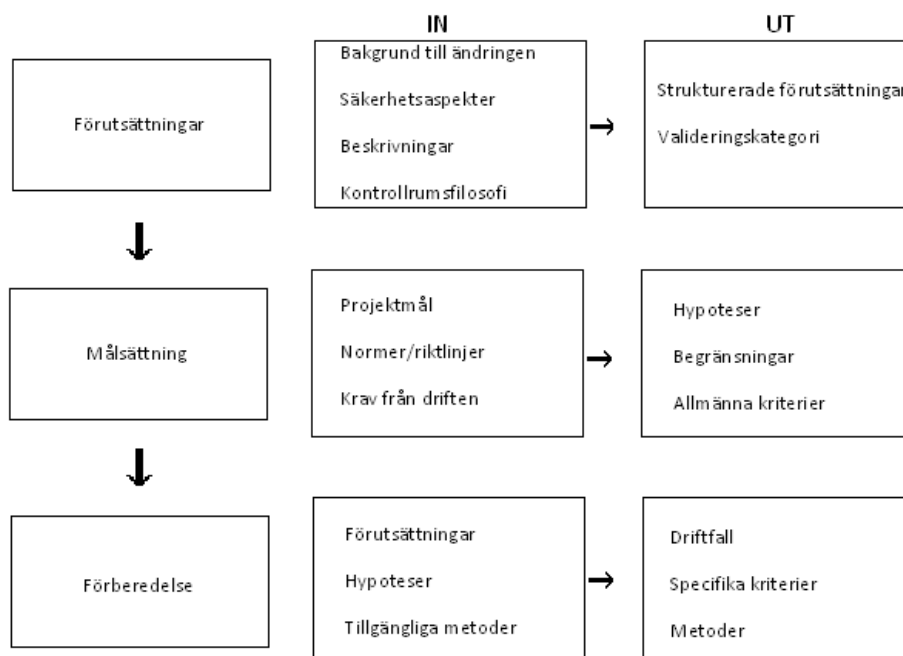 IN
UT
Förutsättningar
Bakgrund till ändringen
Säkerhetsaspekter
Beskrivningar
Kontrollrumsfilosofi
Strukturerade förutsättningar
Valideringskategori
Målsättning
Projektmål
Normer/riktlinjer
Krav från driften
Hypoteser
Begränsningar
Allmänna kriterier
Förberedelse
Förutsättningar
Hypoteser
Tillgängliga metoder
Driftfall
Specifika kriterier
Metoder